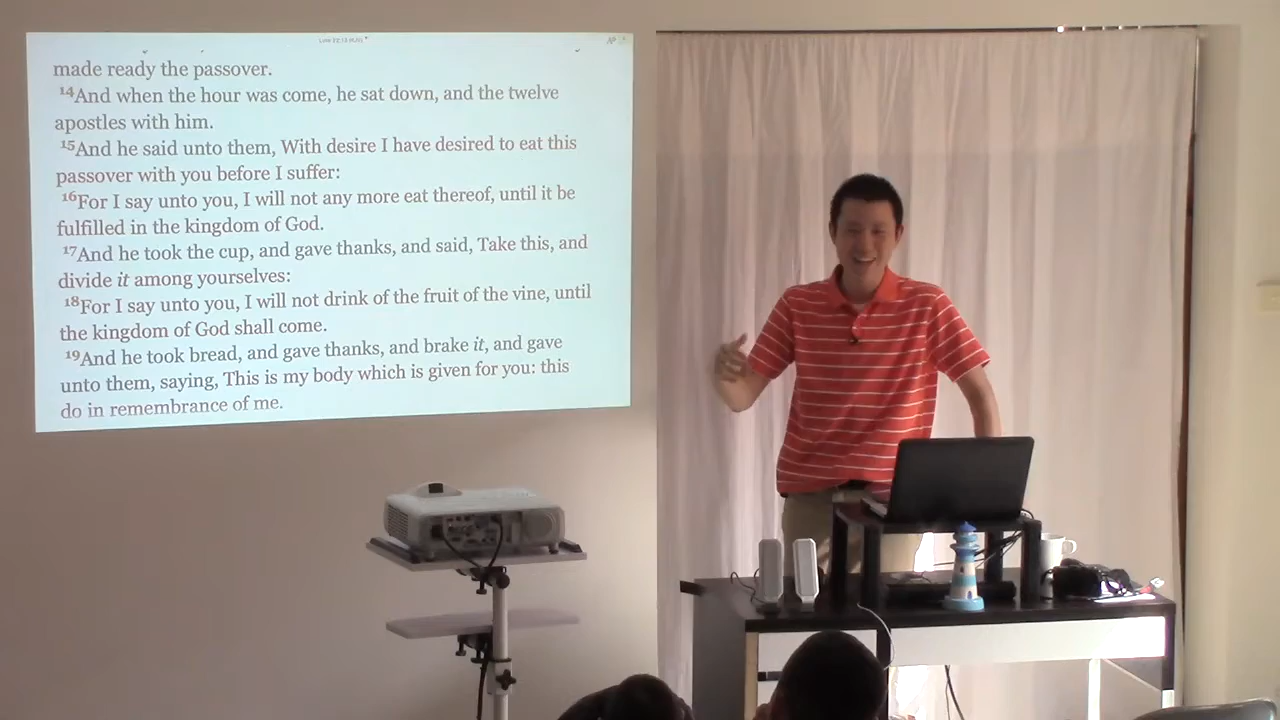 made ready the passover.
14And when the hour was come, he sat down, and the twelve
apostles with him.
15And he said unto them, With desire I have desired to eat this
passover with you before I suffer:
16For I say unto you, I will not any more eat thereof, until it be
fulfilled in the kingdom of God.
17And he took the cup, and gave thanks, and said, Take this, and
divide it among yourselves:
18For I say unto you, I will not drink of the fruit of the vine, until
the kingdom of God shall come.
19And he took bread, and gave thanks, and brake it, and gave
unto them, saying, This is my body which is given for you: this
do in remembrance of me.